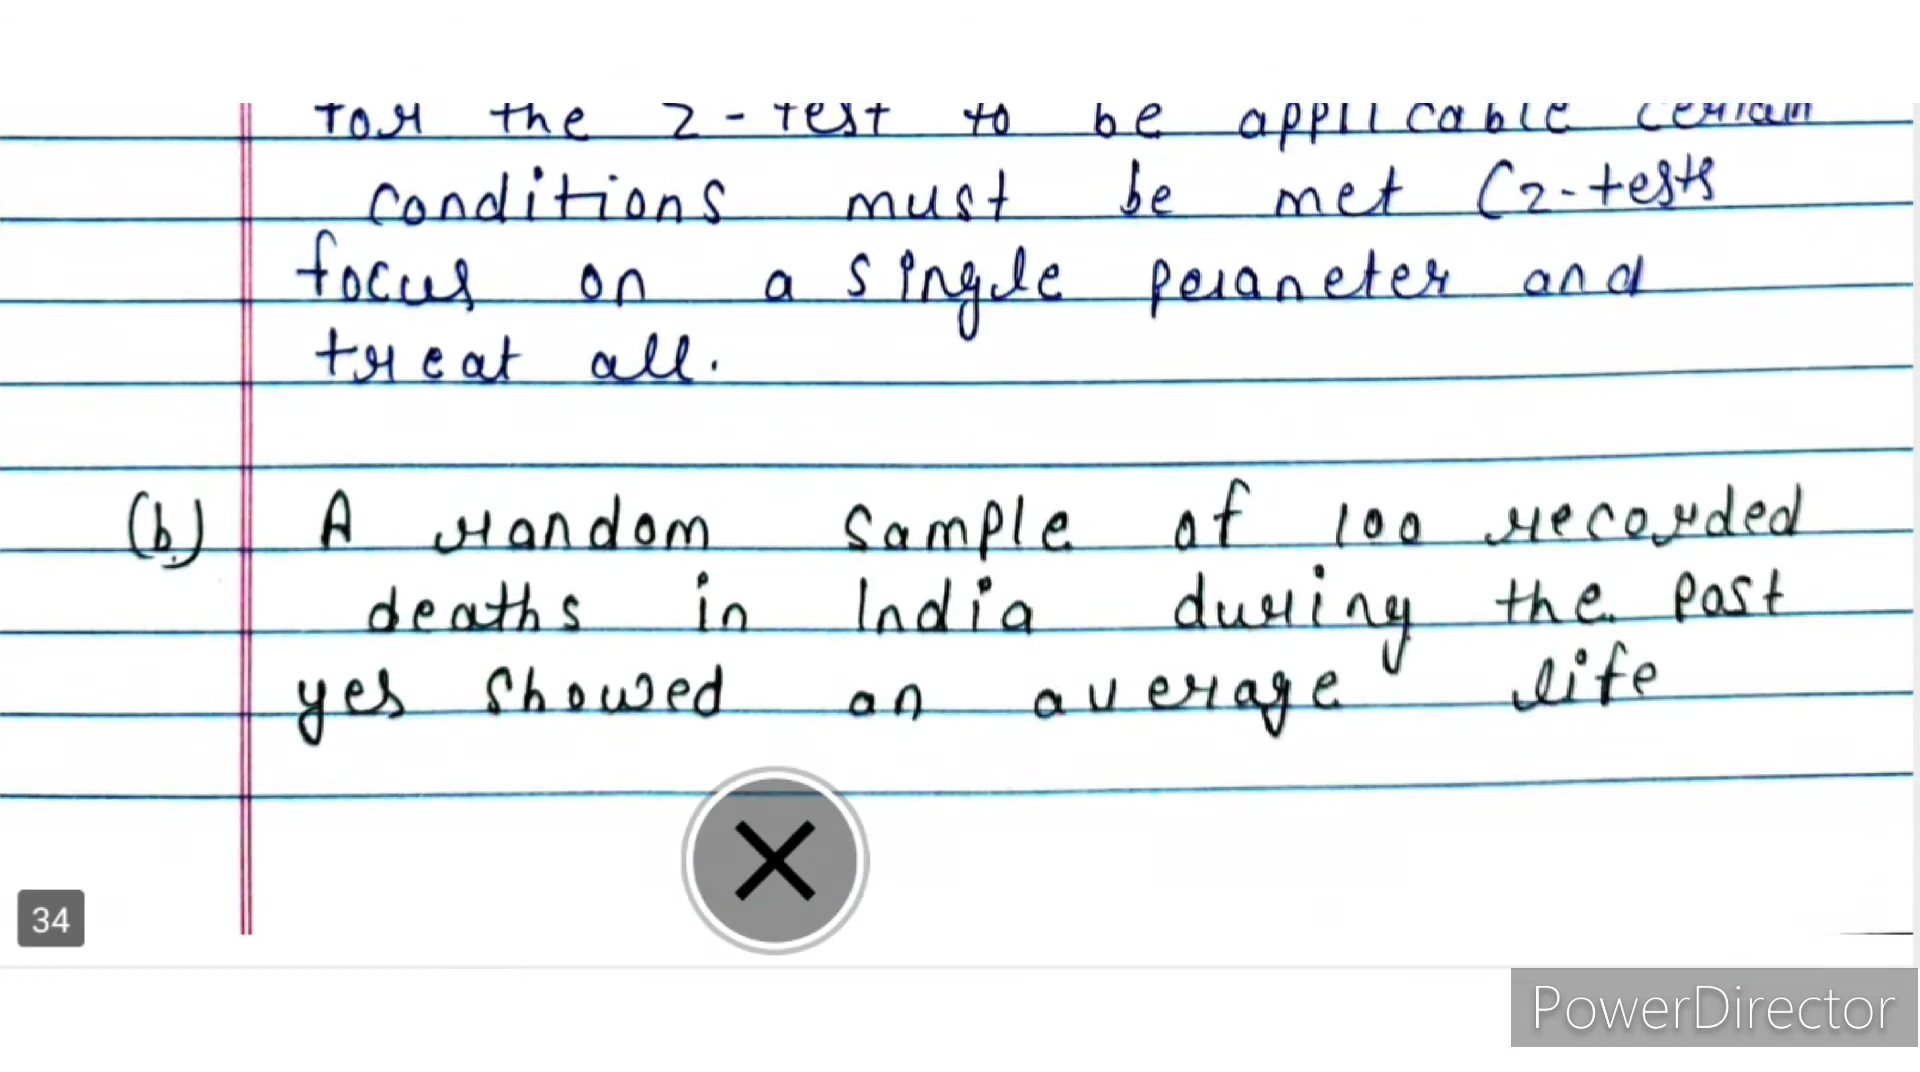 for the z-test to be applicable certain
conditions must be met (z-tests
focus on a single peraneter and
treat all.
(b) A random sample of 100 recorded
deaths in India during the past
yes showed an average life
34
PowerDirector